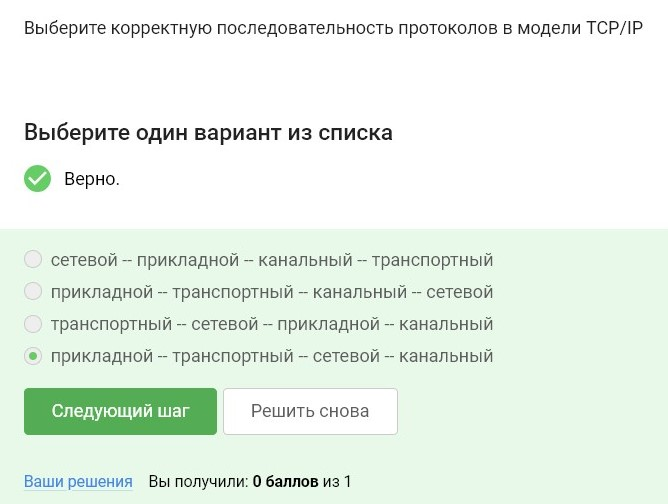 Выберите корректную последовательность протоколов в модели TCP/IP
Выберите один вариант из списка
Верно.
сетевой -- прикладной -- канальный -- транспортный
прикладной -- транспортный -- канальный -- сетевой
транспортный -- сетевой -- прикладной -- канальный
прикладной -- транспортный -- сетевой -- канальный
Следующий шаг Решить снова
Ваши решения Вы получили: 0 баллов из 1